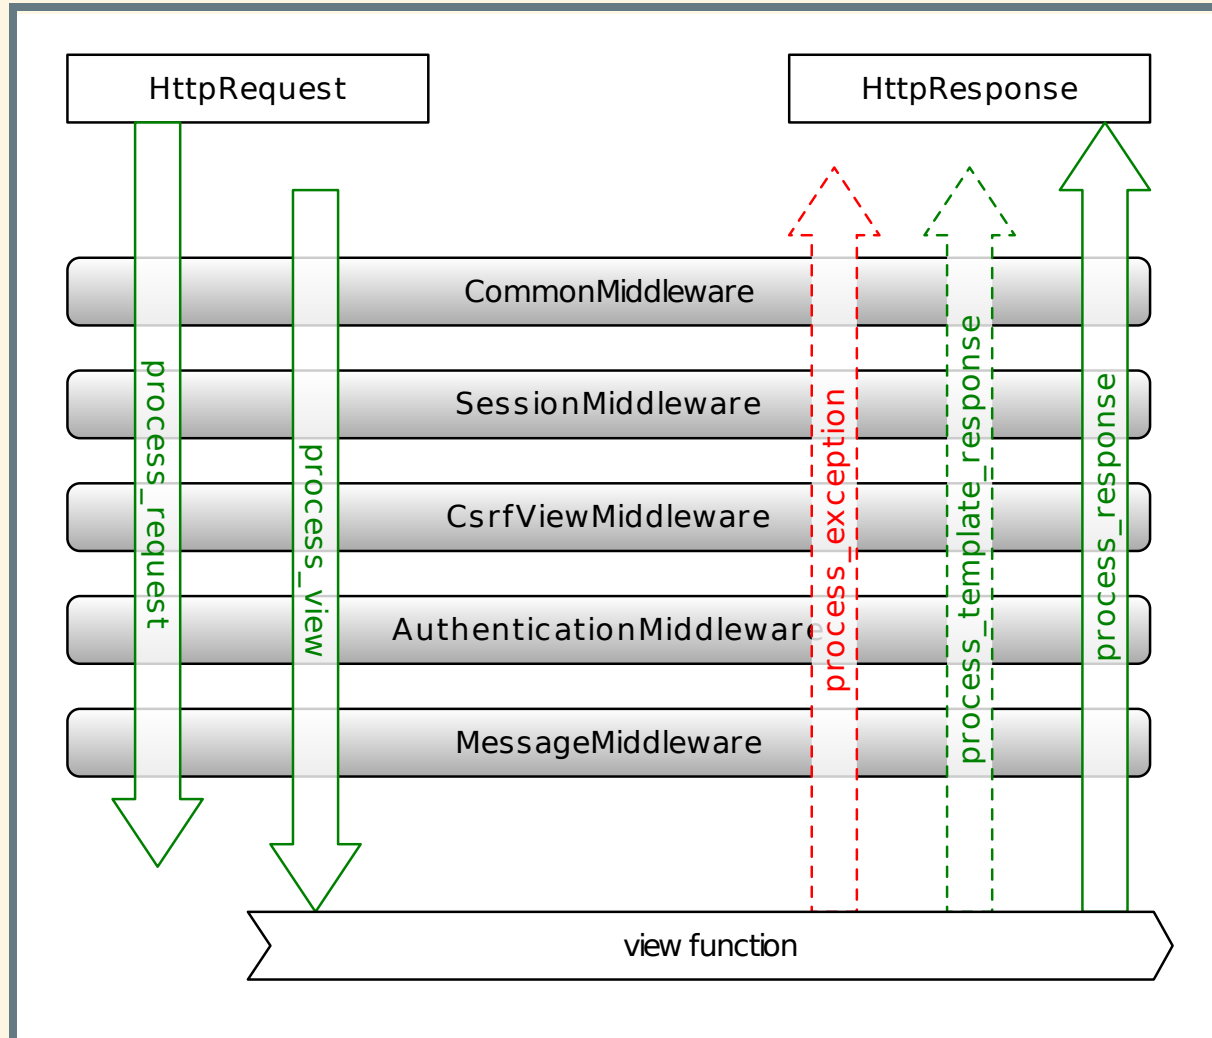 HttpRequest
HttpResponse
CommonMiddleware
SessionMiddleware
CsrfViewMiddleware
AuthenticationMiddleware
MessageMiddleware
process_request
process_view
process_exception
process_template_response
process_response
view function